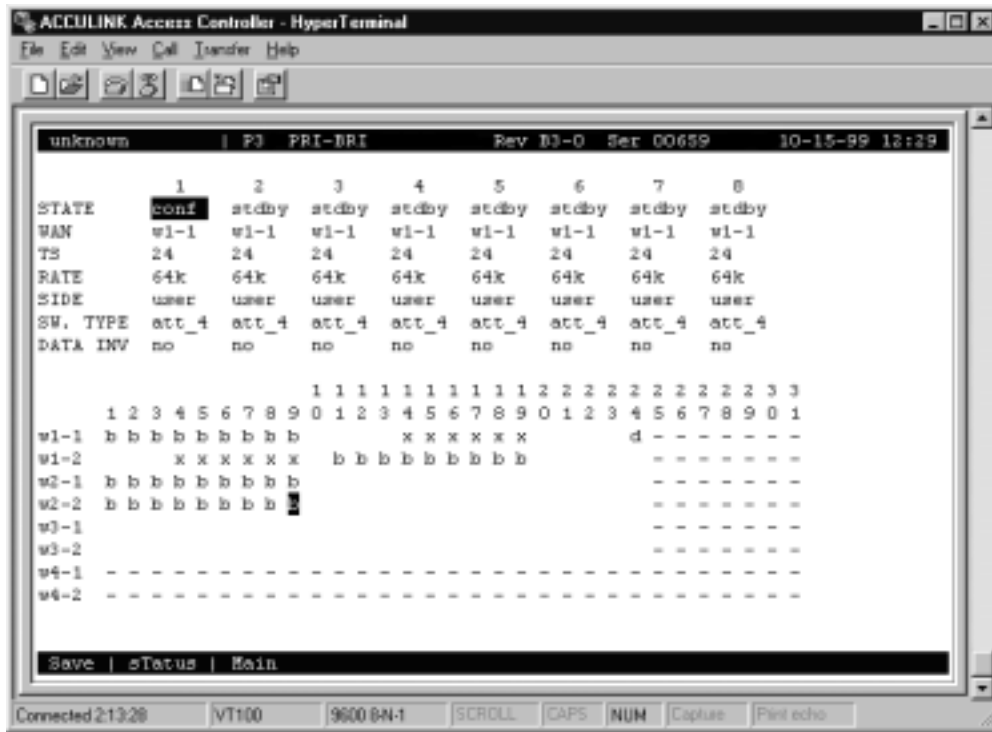 ACCULINK Access Controller - HyperTerminal
File Edit View Call Transfer Help
unknown | P3 PRI-BRI Rev B3-0 Ser 00659 10-15-99 12:29
1 2 3 4 5 6 7 8
STATE conf stdby stdby stdby stdby stdby stdby stdby
WAN w1-1 w1-1 w1-1 w1-1 w1-1 w1-1 w1-1 w1-1
TS 24 24 24 24 24 24 24 24
RATE 64k 64k 64k 64k 64k 64k 64k 64k
SIDE user user user user user user user user
SW. TYPE att_4 att_4 att_4 att_4 att_4 att_4 att_4 att_4
DATA INV no no no no no no no no
1 1 1 1 1 1 1 1 1 1 2 2 2 2 2 2 2 2 2 2 3 3
1 2 3 4 5 6 7 8 9 0 1 2 3 4 5 6 7 8 9 0 1 2 3 4 5 6 7 8 9 0 1
w1-1 b b b b b b b b b x x x x x x d - - - - - - -
w1-2 x x x x x x b b b b b b b b b - - - - - - -
w2-1 b b b b b b b b b - - - - - - -
w2-2 b b b b b b b b b - - - - - - -
w3-1 - - - - - - -
w3-2 - - - - - - -
w4-1 - - - - - - - - - - - - - - - - - - - - - - - - - - - - - - -
w4-2 - - - - - - - - - - - - - - - - - - - - - - - - - - - - - - -
Save | sTatus | Main
Connected 2:13:28 VT100 9600 8-N-1 SCROLL CAPS NUM Capture Print echo